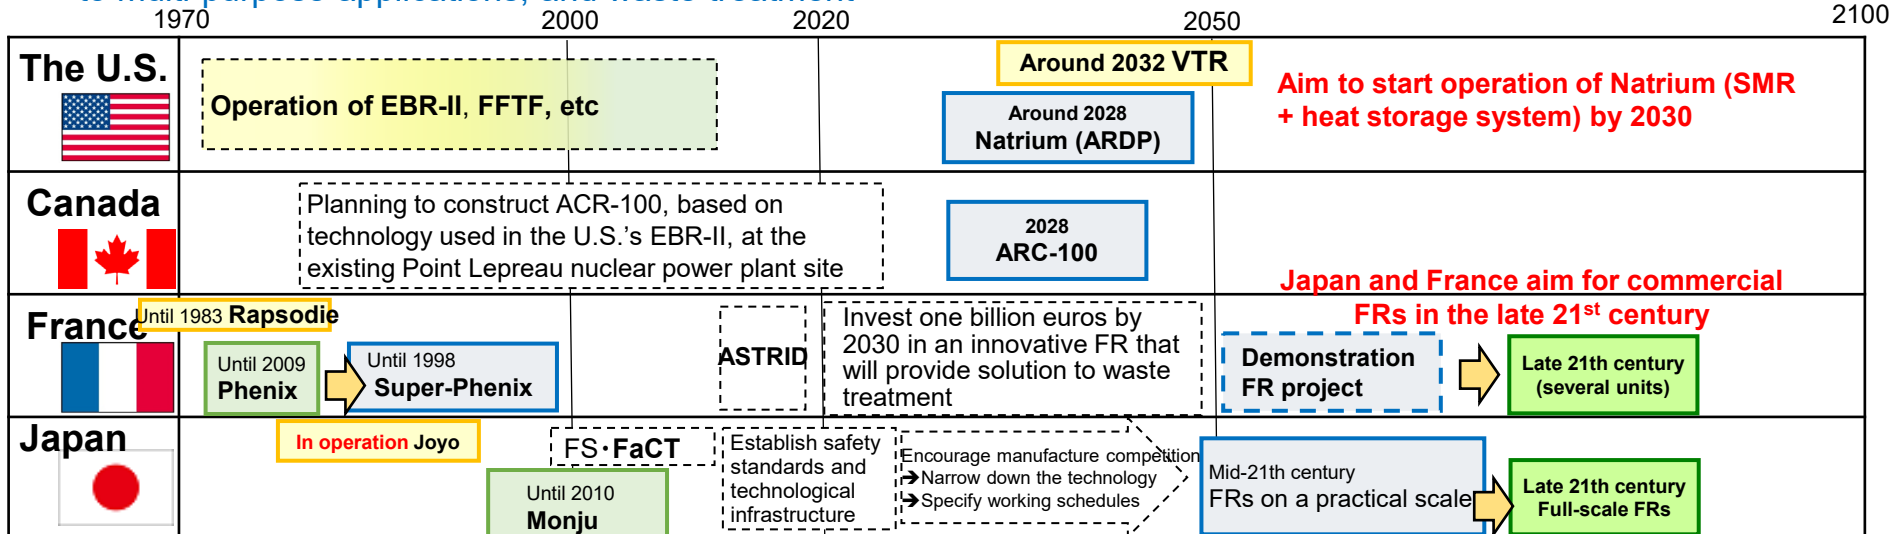 to multi-purpose applications, and waste treatment
1970
2000
2020
2050
2100
The U.S.
Operation of EBR-II, FFTF, etc
Around 2032 VTR
Around 2028
Natrium (ARDP)
Aim to start operation of Natrium (SMR
+ heat storage system) by 2030
Canada
Planning to construct ACR-100, based on
technology used in the U.S.'s EBR-II, at the
existing Point Lepreau nuclear power plant site
2028
ARC-100
Japan and France aim for commercial
FRs in the late 21st century
France
Until 1983 Rapsodie
Until 2009
Phenix
Until 1998
Super-Phenix
ASTRID
Invest one billion euros by
2030 in an innovative FR that
will provide solution to waste
treatment
Demonstration
FR project
Late 21th century
(several units)
Japan
In operation Joyo
Until 2010
Monju
FS・FaCT
Establish safety
standards and
technological
infrastructure
Encourage manufacture competition
➔Narrow down the technology
➔Specify working schedules
Mid-21th century
FRs on a practical scale
Late 21th century
Full-scale FRs